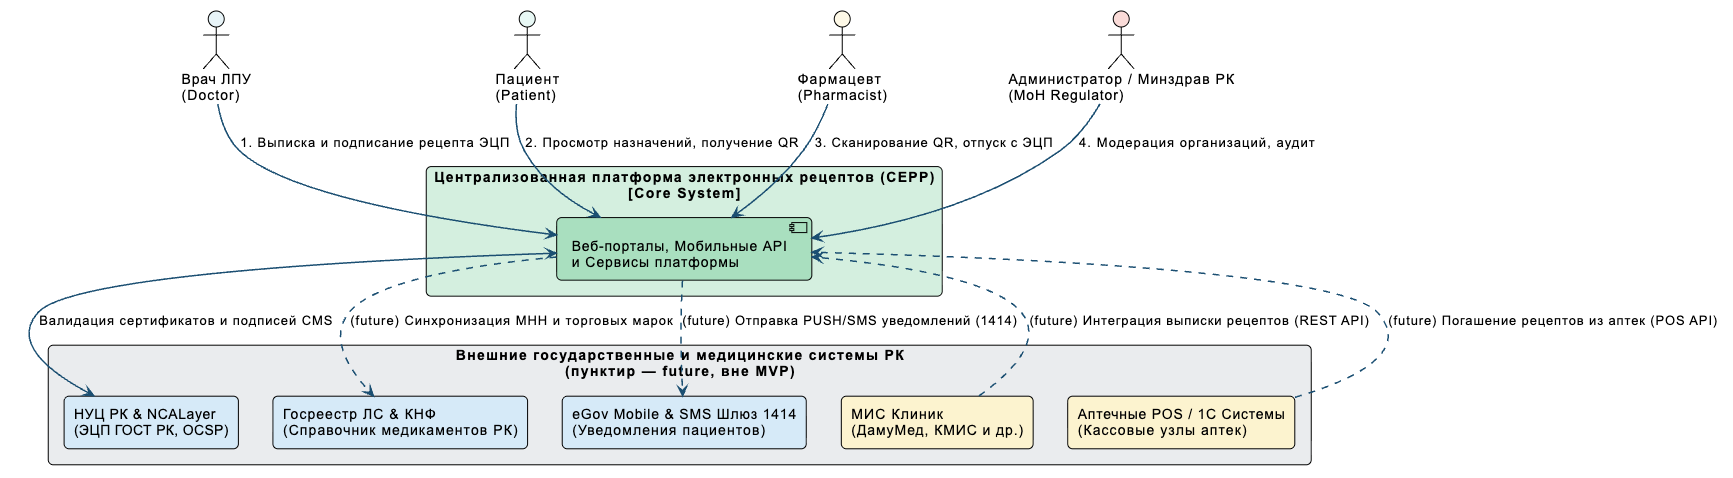 Врач ЛПУ
(Doctor)
Пациент
(Patient)
Фармацевт
(Pharmacist)
Администратор / Минздрав РК
(MoH Regulator)
1. Выписка и подписание рецепта ЭЦП
2. Просмотр назначений, получение QR
3. Сканирование QR, отпуск с ЭЦП
4. Модерация организаций, аудит
Централизованная платформа электронных рецептов (CEPP)
[Core System]
Веб-порталы, Мобильные API
и Сервисы платформы
Валидация сертификатов и подписей CMS
(future) Синхронизация МНН и торговых марок
(future) Отправка PUSH/SMS уведомлений (1414)
(future) Интеграция выписки рецептов (REST API)
(future) Погашение рецептов из аптек (POS API)
Внешние государственные и медицинские системы РК
(пунктир — future, вне MVP)
НУЦ РК & NCALayer
(ЭЦП ГОСТ РК, OCSP)
Госреестр ЛС & КНФ
(Справочник медикаментов РК)
eGov Mobile & SMS Шлюз 1414
(Уведомления пациентов)
МИС Клиник
(ДамуМед, КМИС и др.)
Аптечные POS / 1С Системы
(Кассовые узлы аптек)